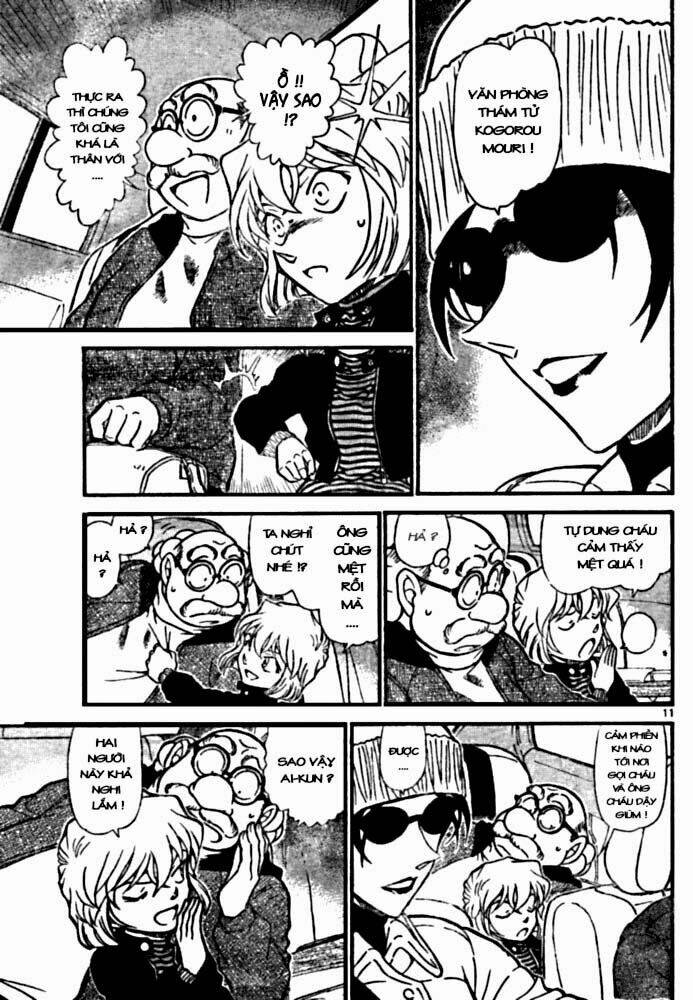 VĂN PHÒNG
THÁM TỬ
KOGOROU
MOURI !
Ồ !!
VẬY SAO
!?
THỰC RA
THÌ CHÚNG
TÔI CŨNG
KHÁ LÀ
THÂN VỚI
....
TỰ DUNG CHÁU
CẢM THẤY
MỆT QUÁ !
HẢ ?
ÔNG
CŨNG
MỆT
RỒI
MÀ
....
TA NGHỈ
CHÚT
NHÉ !?
HẢ ?
HẢ ?
11
CẢM PHIỀN
KHI NÀO
TỚI NƠI
GỌI CHÁU
VÀ ÔNG
CHÁU DẬY
GIÙM !
ĐƯỢC
....
SAO VẬY
AI-KUN ?
HAI
NGƯỜI
NÀY KHẢ
NGHI
LẮM !